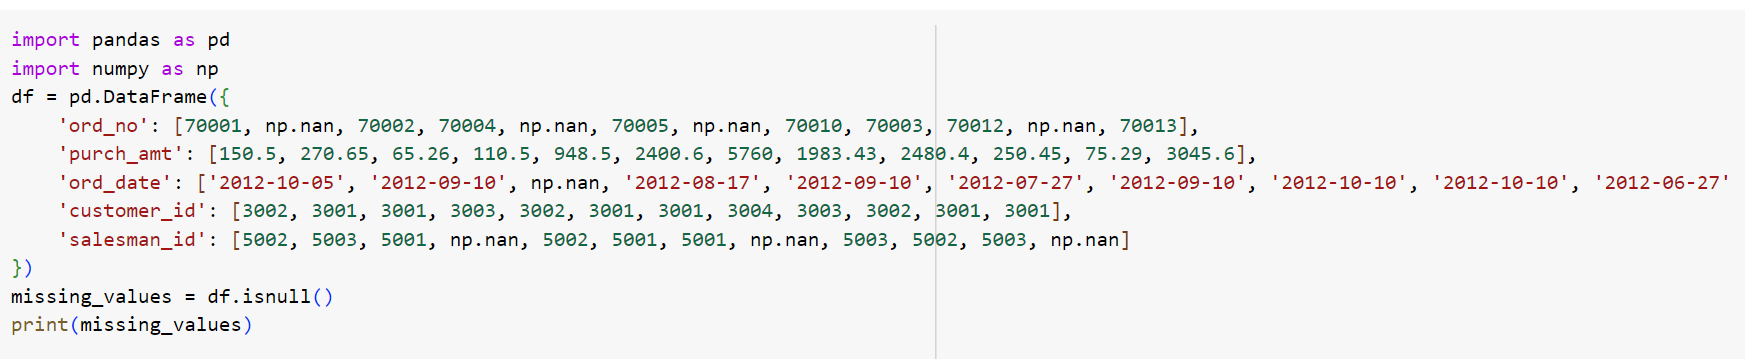 import pandas as pd
import numpy as np
df = pd.DataFrame({
    'ord_no': [70001, np.nan, 70002, 70004, np.nan, 70005, np.nan, 70010, 70003, 70012, np.nan, 70013],
    'purch_amt': [150.5, 270.65, 65.26, 110.5, 948.5, 2400.6, 5760, 1983.43, 2480.4, 250.45, 75.29, 3045.6],
    'ord_date': ['2012-10-05', '2012-09-10', np.nan, '2012-08-17', '2012-09-10', '2012-07-27', '2012-09-10', '2012-10-10', '2012-10-10', '2012-06-27'
    'customer_id': [3002, 3001, 3001, 3003, 3002, 3001, 3001, 3004, 3003, 3002, 3001, 3001],
    'salesman_id': [5002, 5003, 5001, np.nan, 5002, 5001, 5001, np.nan, 5003, 5002, 5003, np.nan]
})
missing_values = df.isnull()
print(missing_values)